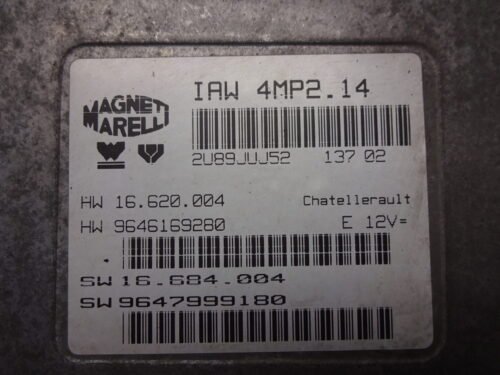 MAGNETI
MARELLI
IAW 4MP2.14
2U89JUJ52 137 02
HW 16.620.004 Chatellerault
HW 9646169280 E 12V=
SW 16.684.004
SW 9647999180